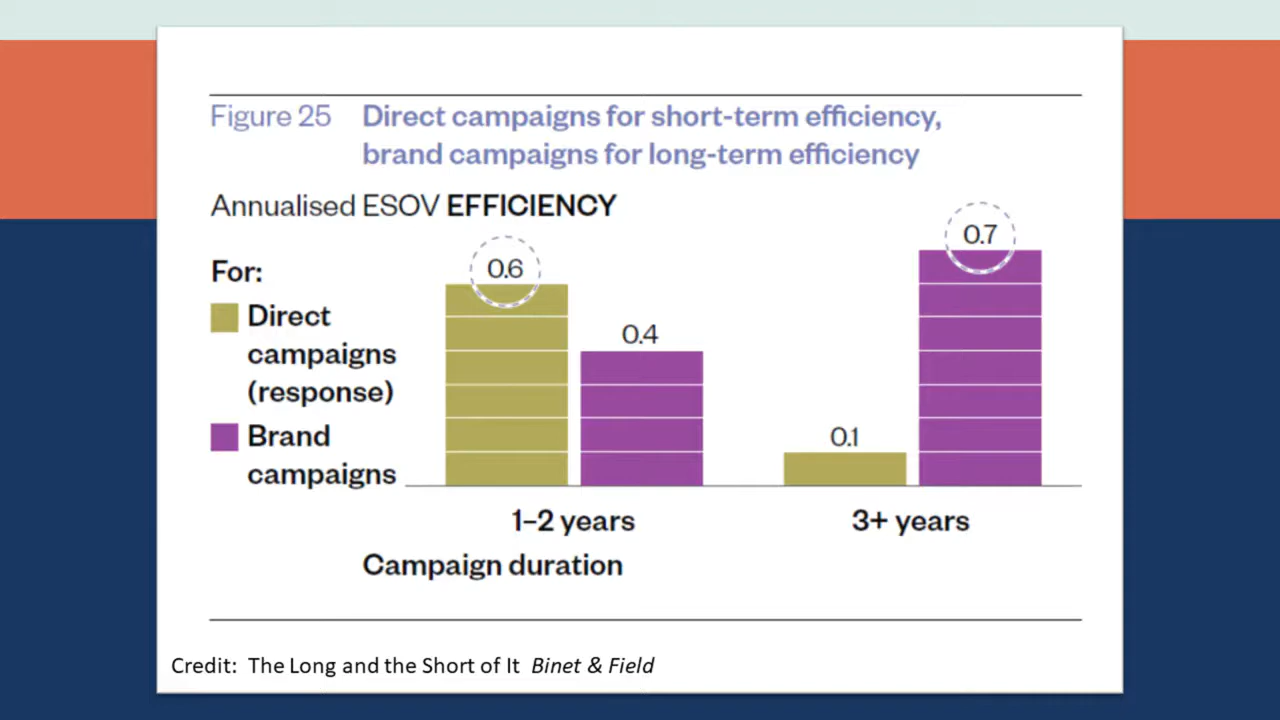 Figure 25 Direct campaigns for short-term efficiency,
brand campaigns for long-term efficiency
Annualised ESOV EFFICIENCY
For:
Direct
campaigns
(response)
Brand
campaigns
0.6
0.4
0.1
0.7
1–2 years
3+ years
Campaign duration
Credit: The Long and the Short of It Binet & Field